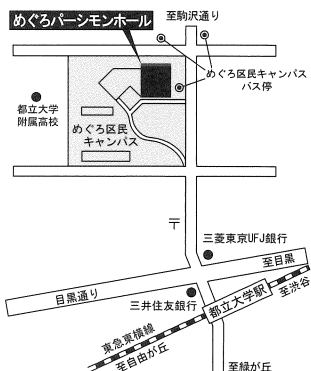 めぐろパーシモンホール
至駒沢通り
めぐろ区民キャンパス
バス停
都立大学
附属高校
めぐろ区民
キャンパス
〒
三菱東京UFJ銀行
至目黒
目黒通り
三井住友銀行
都立大学駅
至渋谷
東急東横線
至自由が丘
至緑が丘